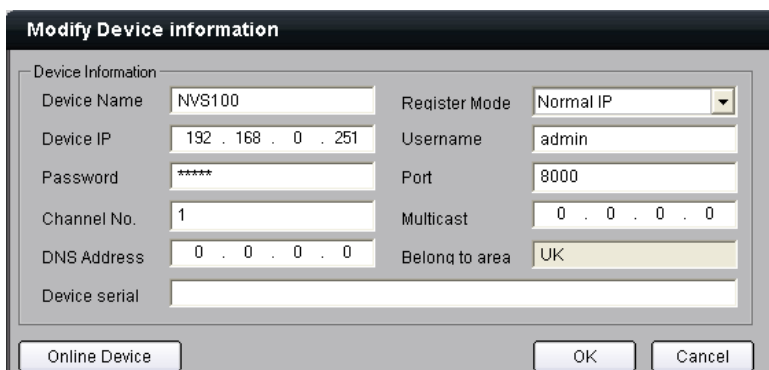 Modify Device information
Device Information
Device Name NVS100 Register Mode Normal IP
Device IP 192 . 168 . 0 . 251 Username admin
Password ***** Port 8000
Channel No. 1 Multicast 0 . 0 . 0 . 0
DNS Address 0 . 0 . 0 . 0 Belong to area UK
Device serial
Online Device OK Cancel